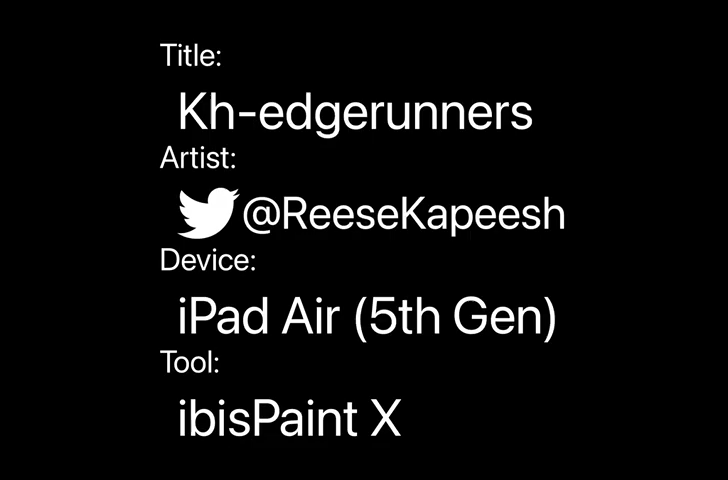 Title:
Kh-edgerunners
Artist:
@ReeseKapeesh
Device:
iPad Air (5th Gen)
Tool:
ibisPaint X